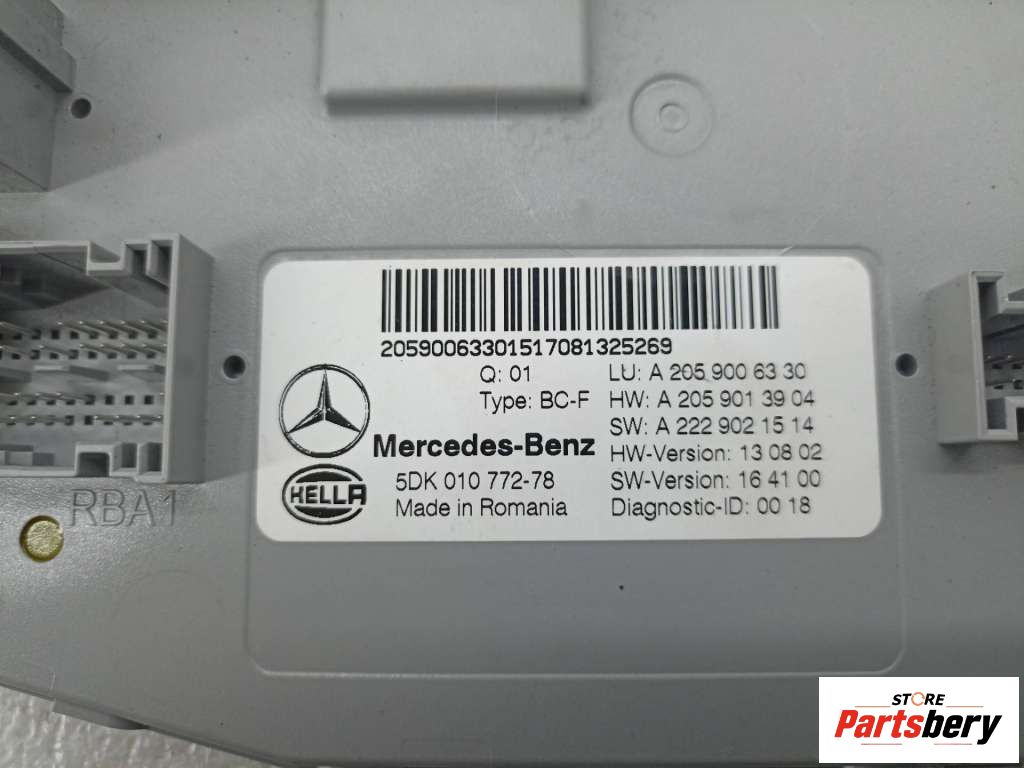 20590063301517081325269
Q: 01
Type: BC-F
LU: A 205 900 63 30
HW: A 205 901 39 04
SW: A 222 902 15 14
HW-Version: 13 08 02
SW-Version: 16 41 00
Diagnostic-ID: 00 18
Mercedes-Benz
HELLA
5DK 010 772-78
Made in Romania
RBA1
STORE
Partsbery